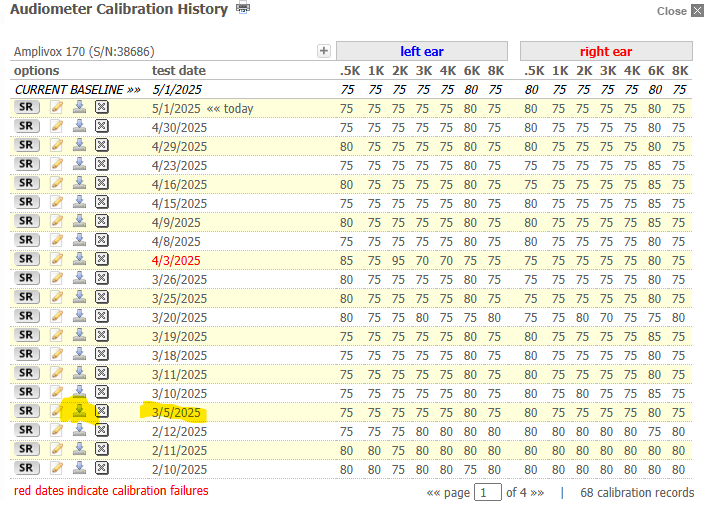 Audiometer Calibration History
Close
Amplivox 170 (S/N:38686) left ear right ear
options test date .5K 1K 2K 3K 4K 6K 8K .5K 1K 2K 3K 4K 6K 8K
CURRENT BASELINE »» 5/1/2025 75 75 75 75 75 80 75 80 75 75 75 75 80 75
SR 5/1/2025 «« today 75 75 75 75 75 80 75 80 75 75 75 75 80 75
SR 4/30/2025 75 75 75 75 75 80 75 75 75 75 75 75 80 75
SR 4/29/2025 80 75 75 75 75 80 75 80 75 75 75 75 80 75
SR 4/23/2025 75 75 75 75 75 80 75 75 75 75 75 75 85 75
SR 4/16/2025 80 75 75 75 75 80 75 80 75 75 75 75 85 75
SR 4/15/2025 75 75 75 75 75 80 75 75 75 75 75 75 80 75
SR 4/9/2025 80 75 75 75 75 80 75 80 75 75 75 75 80 75
SR 4/8/2025 75 75 75 75 75 80 75 80 75 75 75 75 80 75
SR 4/3/2025 85 75 95 70 70 75 75 75 75 75 75 75 80 75
SR 3/26/2025 80 75 75 75 75 80 75 80 75 75 75 75 80 75
SR 3/25/2025 80 75 75 75 75 80 75 75 75 75 75 75 80 75
SR 3/20/2025 80 75 75 80 75 75 80 75 75 80 70 75 75 80
SR 3/19/2025 75 75 75 75 75 80 75 75 75 75 75 75 85 75
SR 3/18/2025 75 75 75 75 75 80 75 75 75 75 75 75 80 75
SR 3/11/2025 75 75 75 75 75 80 75 75 75 75 75 75 80 75
SR 3/10/2025 75 75 75 75 75 80 75 80 75 80 75 75 85 75
SR 3/5/2025 75 75 75 75 75 80 75 75 75 75 75 75 80 75
SR 2/12/2025 75 75 75 80 80 80 80 80 80 80 80 80 75 80
SR 2/11/2025 80 80 75 80 80 80 80 80 80 80 80 80 80 80
SR 2/10/2025 80 80 75 80 80 75 80 80 80 80 80 80 80 80
red dates indicate calibration failures «« page 1 of 4 »» | 68 calibration records